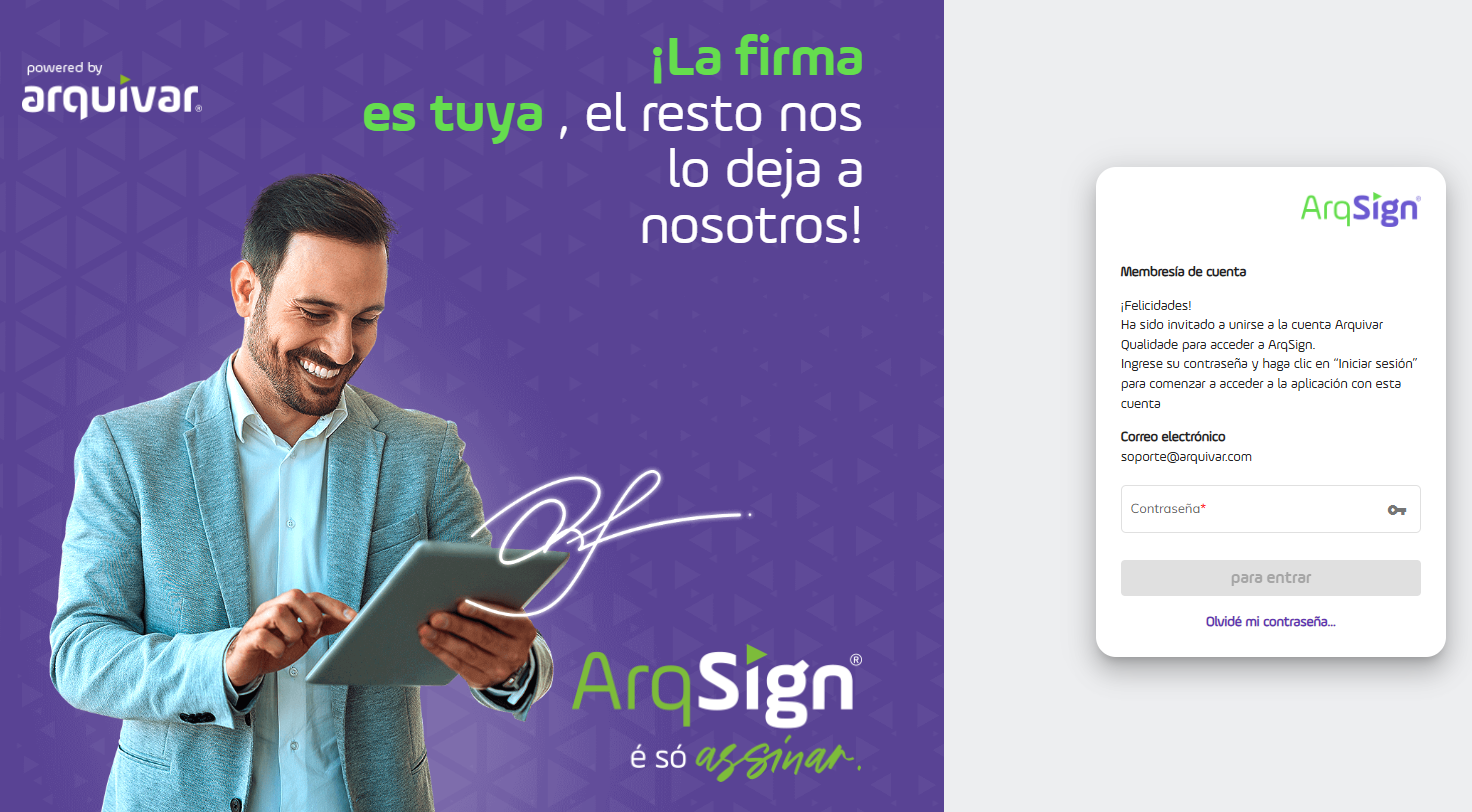 powered by
arquivar®
¡La firma
es tuya , el resto nos
lo deja a
nosotros!
ArqSign®
é só assinar.
ArqSign®
Membresía de cuenta
¡Felicidades!
Ha sido invitado a unirse a la cuenta Arquivar
Qualidade para acceder a ArqSign.
Ingrese su contraseña y haga clic en “Iniciar sesión”
para comenzar a acceder a la aplicación con esta
cuenta
Correo electrónico
soporte@arquivar.com
Contraseña*
para entrar
Olvidé mi contraseña...